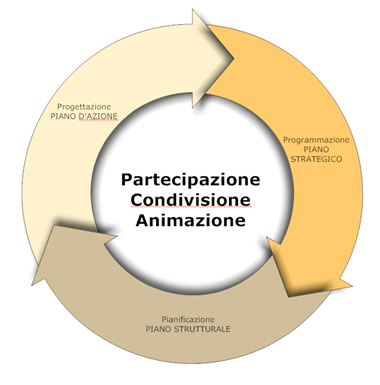 Progettazione
PIANO D'AZIONE
Programmazione
PIANO
STRATEGICO
Partecipazione
Condivisione
Animazione
Pianificazione
PIANO STRUTTURALE